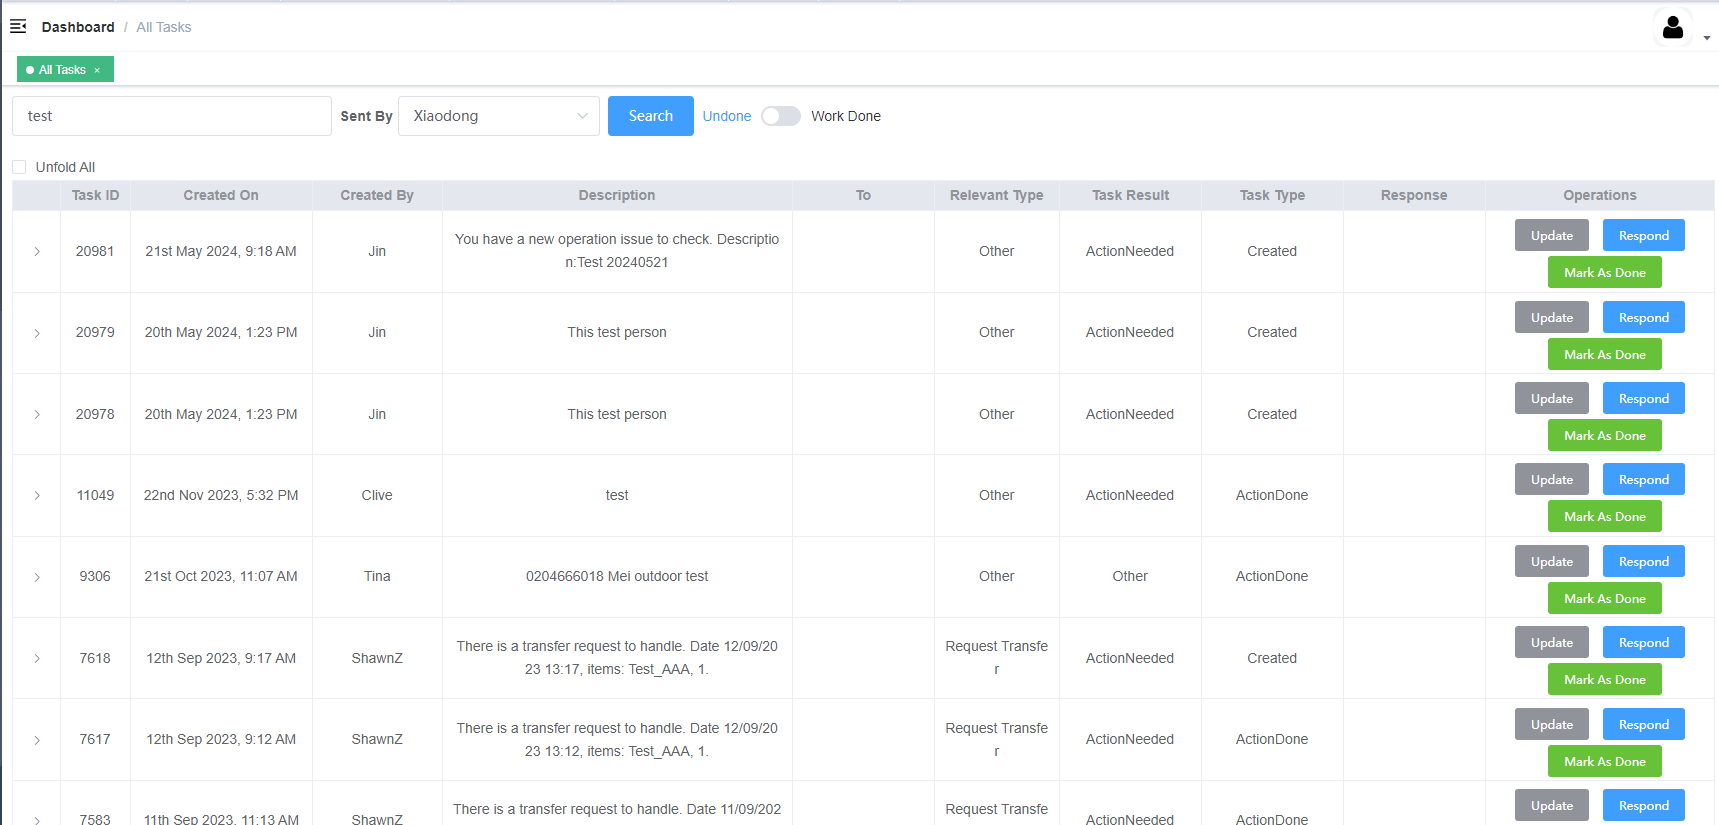 Dashboard / All Tasks
All Tasks ×
test Sent By Xiaodong Search Undone Work Done
Unfold All
Task ID Created On Created By Description To Relevant Type Task Result Task Type Response Operations
20981 21st May 2024, 9:18 AM Jin You have a new operation issue to check. Descriptio
n:Test 20240521 Other ActionNeeded Created Update Respond
Mark As Done
20979 20th May 2024, 1:23 PM Jin This test person Other ActionNeeded Created Update Respond
Mark As Done
20978 20th May 2024, 1:23 PM Jin This test person Other ActionNeeded Created Update Respond
Mark As Done
11049 22nd Nov 2023, 5:32 PM Clive test Other ActionNeeded ActionDone Update Respond
Mark As Done
9306 21st Oct 2023, 11:07 AM Tina 0204666018 Mei outdoor test Other Other ActionDone Update Respond
Mark As Done
7618 12th Sep 2023, 9:17 AM ShawnZ There is a transfer request to handle. Date 12/09/20
23 13:17, items: Test_AAA, 1. Request Transfe
r ActionNeeded Created Update Respond
Mark As Done
7617 12th Sep 2023, 9:12 AM ShawnZ There is a transfer request to handle. Date 12/09/20
23 13:12, items: Test_AAA, 1. Request Transfe
r ActionNeeded ActionDone Update Respond
Mark As Done
7583 11th Sep 2023, 11:13 AM ShawnZ There is a transfer request to handle. Date 11/09/202 Request Transfe ActionNeeded ActionDone Update Respond